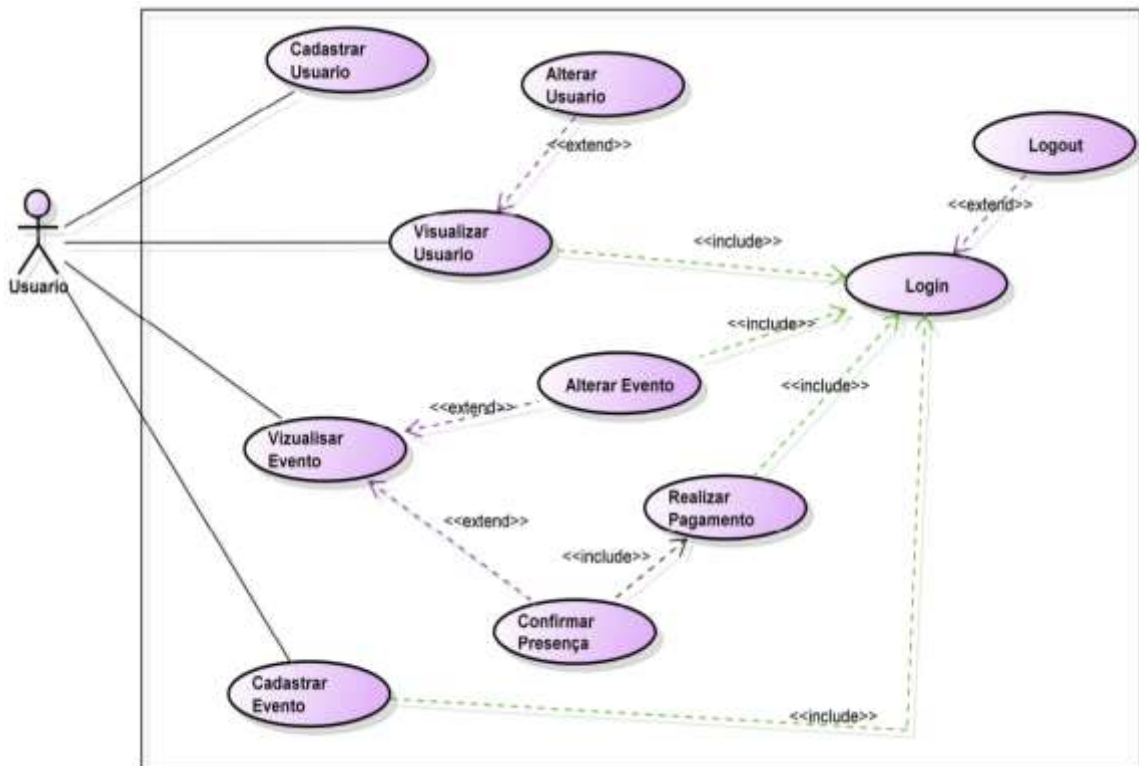 Cadastrar
Usuario
Alterar
Usuario
<<extend>>
Logout
<<extend>>
Usuario
Visualizar
Usuario
<<include>>
Login
<<include>>
Alterar Evento
<<include>>
<<extend>>
Vizualisar
Evento
Realizar
Pagamento
<<extend>>
<<include>>
Confirmar
Presença
Cadastrar
Evento
<<include>>